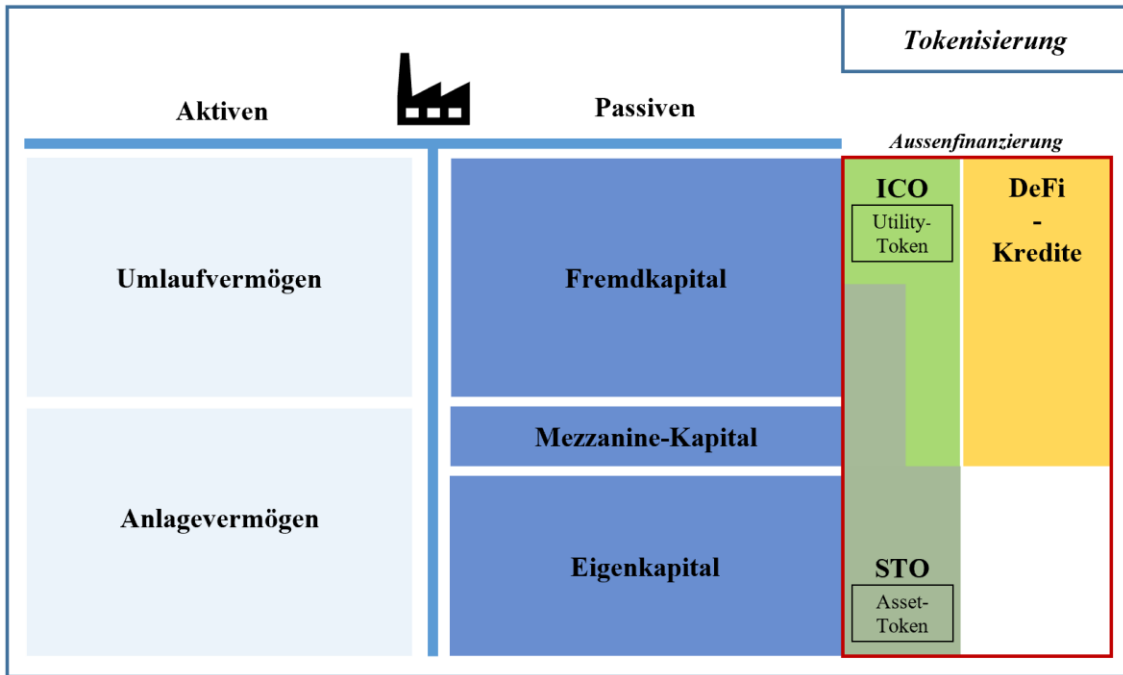 Tokenisierung
Aktiven
Passiven
Aussenfinanzierung
Umlaufvermögen
Anlagevermögen
Fremdkapital
Mezzanine-Kapital
Eigenkapital
ICO
Utility-
Token
STO
Asset-
Token
DeFi
-
Kredite